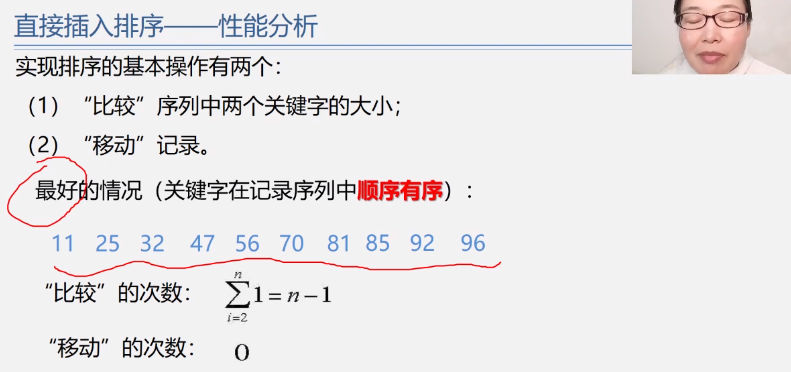 直接插入排序——性能分析
实现排序的基本操作有两个：
（1）“比较”序列中两个关键字的大小；
（2）“移动”记录。
最好的情况（关键字在记录序列中顺序有序）：
11 25 32 47 56 70 81 85 92 96
“比较”的次数： $\sum_{i=2}^{n} 1 = n-1$
“移动”的次数： 0